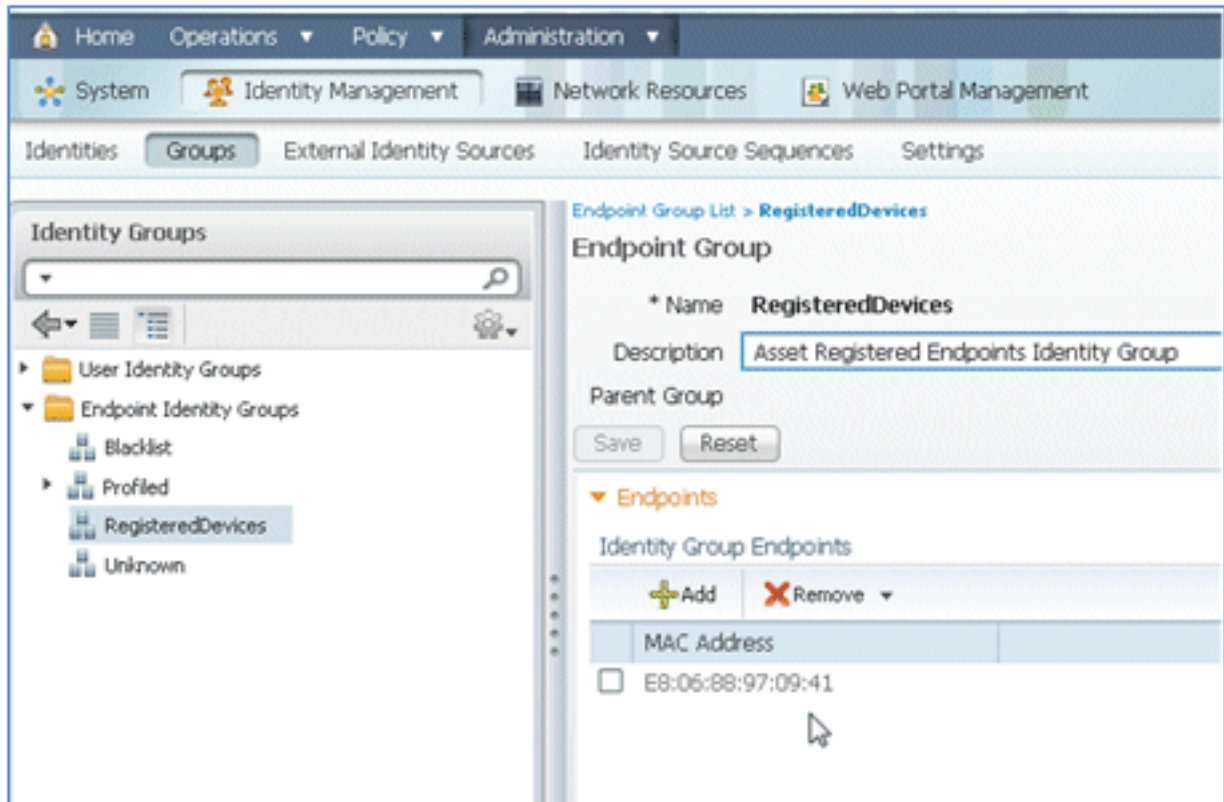 Home Operations Policy Administration
System Identity Management Network Resources Web Portal Management
Identities Groups External Identity Sources Identity Source Sequences Settings
Identity Groups
User Identity Groups
Endpoint Identity Groups
Blacklist
Profiled
RegisteredDevices
Unknown
Endpoint Group List > RegisteredDevices
Endpoint Group
* Name RegisteredDevices
Description Asset Registered Endpoints Identity Group
Parent Group
Save Reset
Endpoints
Identity Group Endpoints
Add Remove
MAC Address
E8:06:88:97:09:41